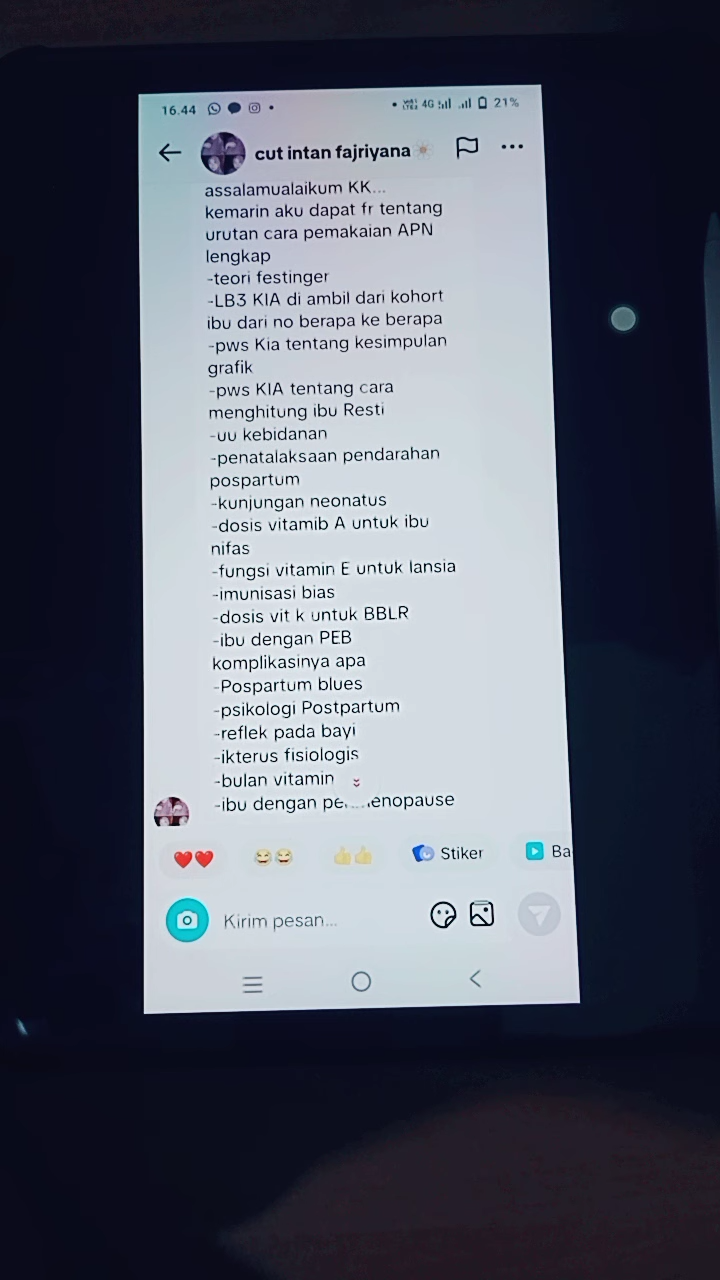 16.44
4G
21%
cut intan fajriyana
assalamualaikum KK...
kemarin aku dapat fr tentang
urutan cara pemakaian APN
lengkap
-teori festinger
-LB3 KIA di ambil dari kohort
ibu dari no berapa ke berapa
-pws Kia tentang kesimpulan
grafik
-pws KIA tentang cara
menghitung ibu Resti
-uu kebidanan
-penatalaksaan pendarahan
pospartum
-kunjungan neonatus
-dosis vitamib A untuk ibu
nifas
-fungsi vitamin E untuk lansia
-imunisasi bias
-dosis vit k untuk BBLR
-ibu dengan PEB
komplikasinya apa
-Pospartum blues
-psikologi Postpartum
-reflek pada bayi
-ikterus fisiologis
-bulan vitamin
-ibu dengan
Stiker
Ba
Kirim pesan...